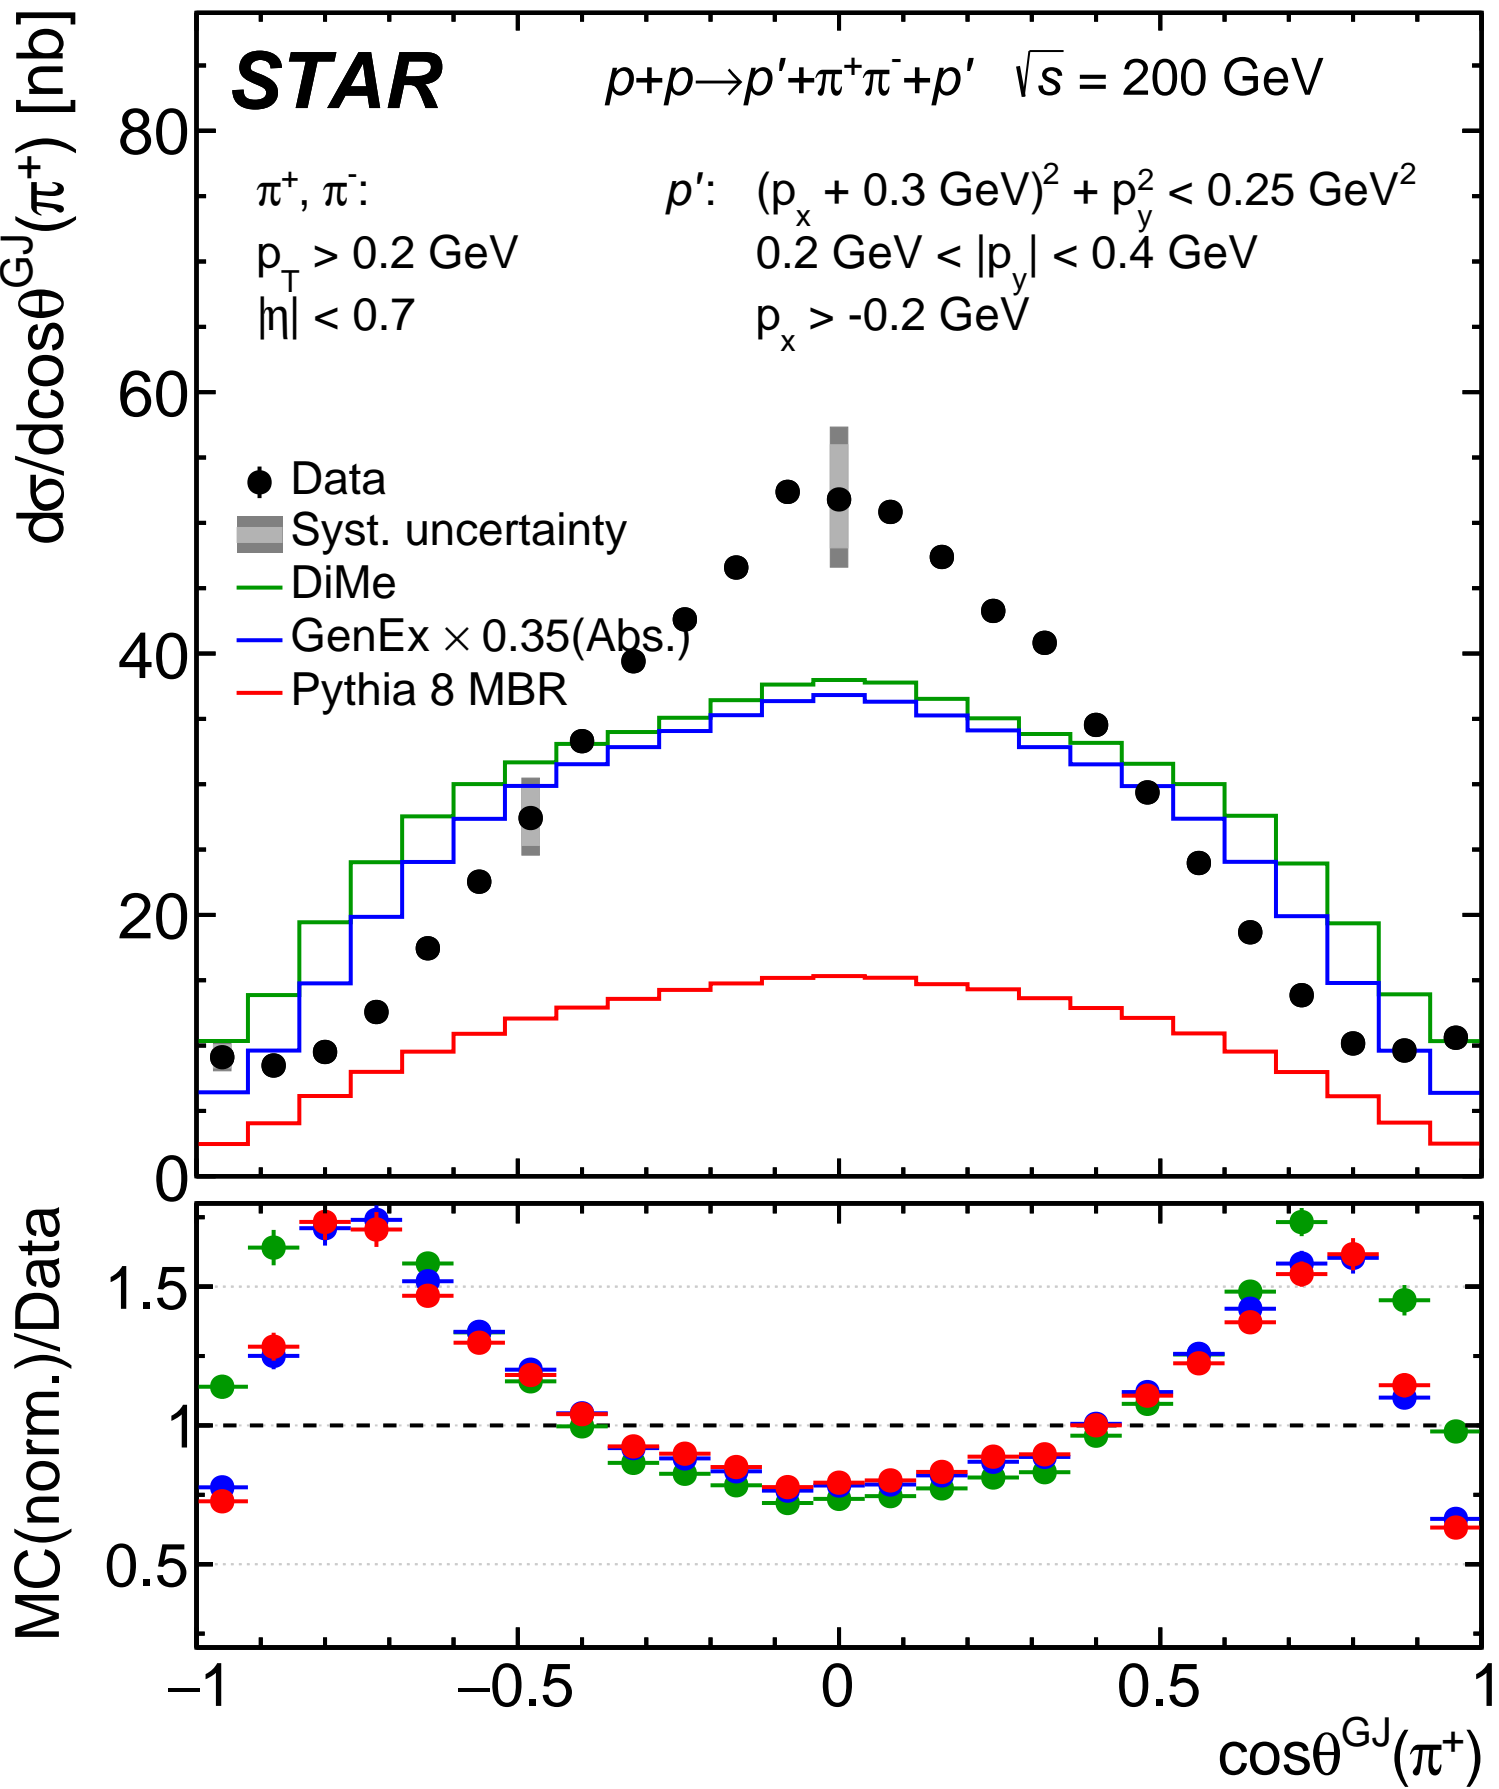 STAR p+p→p′+π⁺π⁻+p′ √s = 200 GeV
π⁺, π⁻: p′: (pₓ + 0.3 GeV)² + p_y² < 0.25 GeV²
p_T > 0.2 GeV 0.2 GeV < |p_y| < 0.4 GeV
|η| < 0.7 pₓ > -0.2 GeV
dσ/dcosθ^GJ(π⁺) [nb]
80
60
40
20
0
Data
Syst. uncertainty
DiMe
GenEx × 0.35(Abs.)
Pythia 8 MBR
MC(norm.)/Data
1.5
1
0.5
−1 −0.5 0 0.5 1
cosθ^GJ(π⁺)